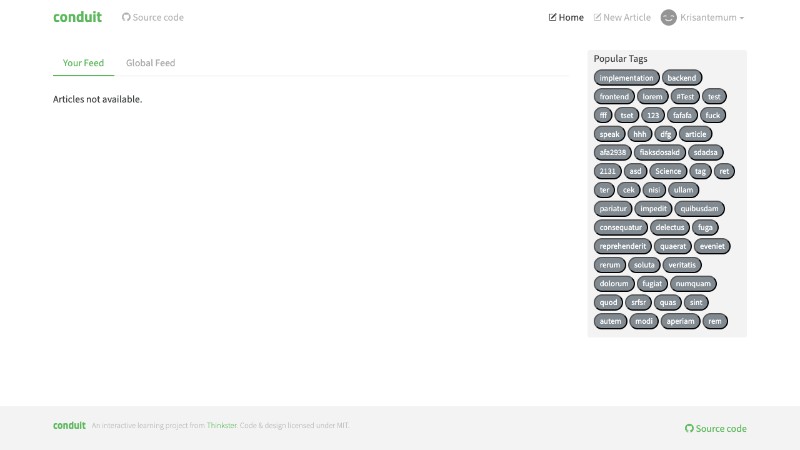 conduit Source code Home New Article Krisantemum
Your Feed Global Feed
Articles not available.
Popular Tags
implementation backend
frontend lorem #Test test
fff tset 123 fafafa fuck
speak hhh dfg article
afa2938 flaksdosakd sdadsa
2131 asd Science tag ret
ter cek nisi ullam
pariatur impedit quibusdam
consequatur delectus fuga
reprehenderit quaerat eveniet
rerum soluta veritatis
dolorum fugiat numquam
quod srfsr quas sint
autem modi aperiam rem
conduit An interactive learning project from Thinkster. Code & design licensed under MIT. Source code